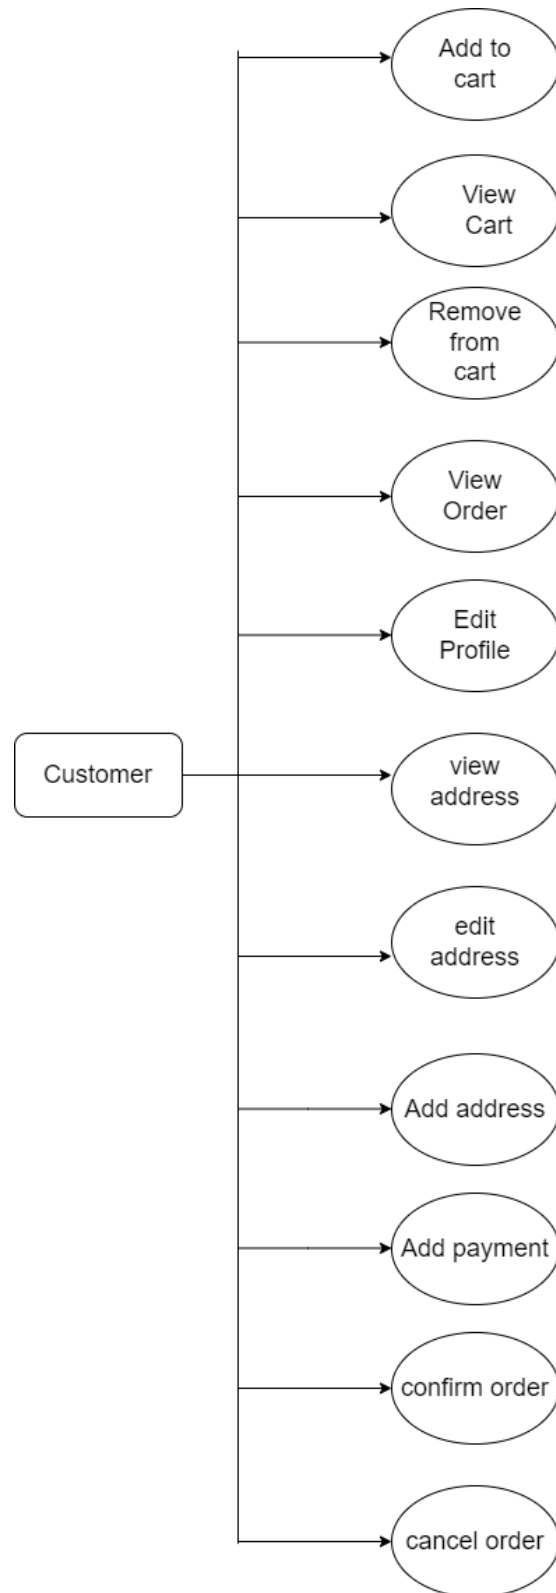 Add to
cart
View
Cart
Remove
from
cart
View
Order
Edit
Profile
Customer
view
address
edit
address
Add address
Add payment
confirm order
cancel order